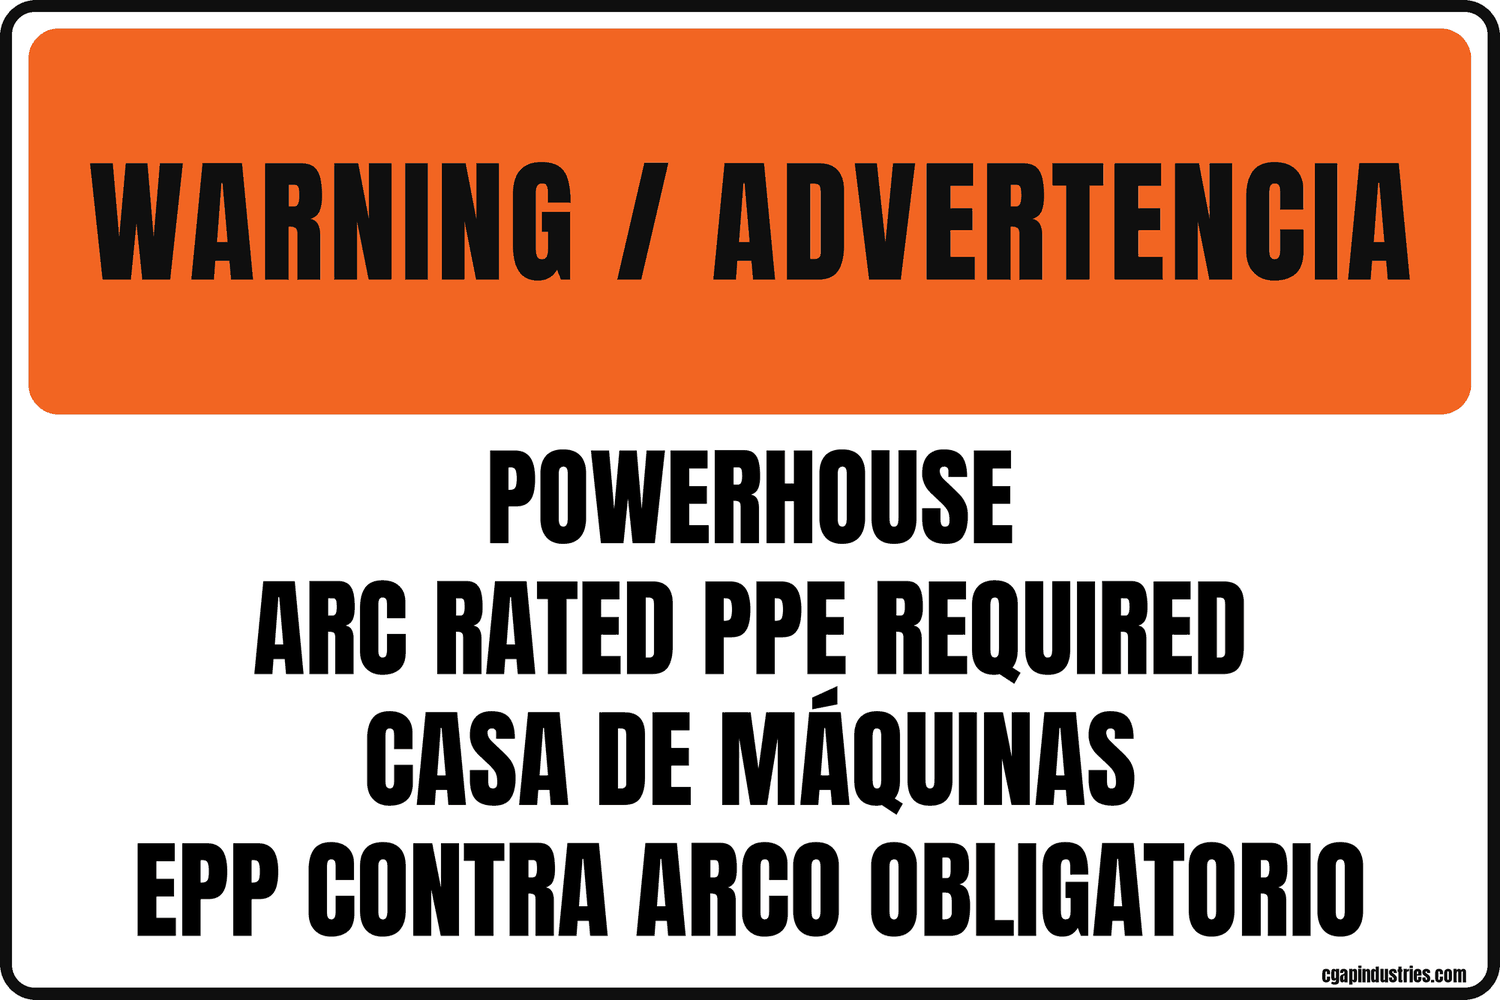 WARNING / ADVERTENCIA
POWERHOUSE
ARC RATED PPE REQUIRED
CASA DE MÁQUINAS
EPP CONTRA ARCO OBLIGATORIO
cgapindustries.com